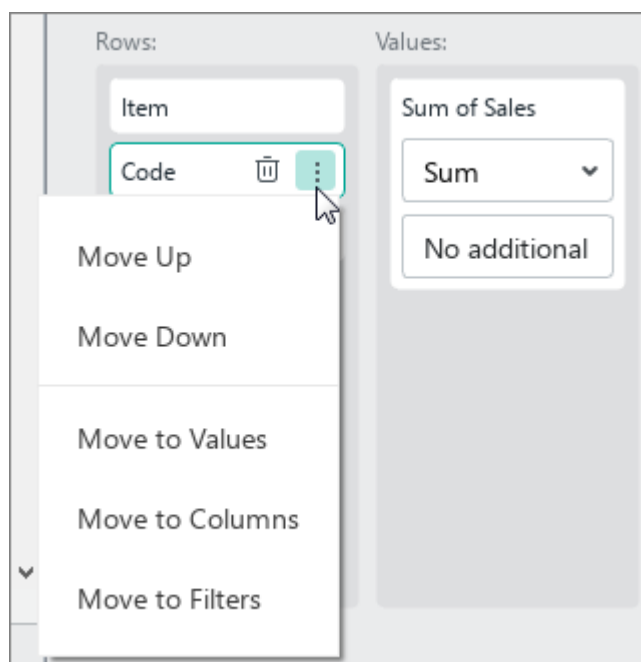 Rows:
Values:
Item
Sum of Sales
Code
Sum
No additional
Move Up
Move Down
Move to Values
Move to Columns
Move to Filters